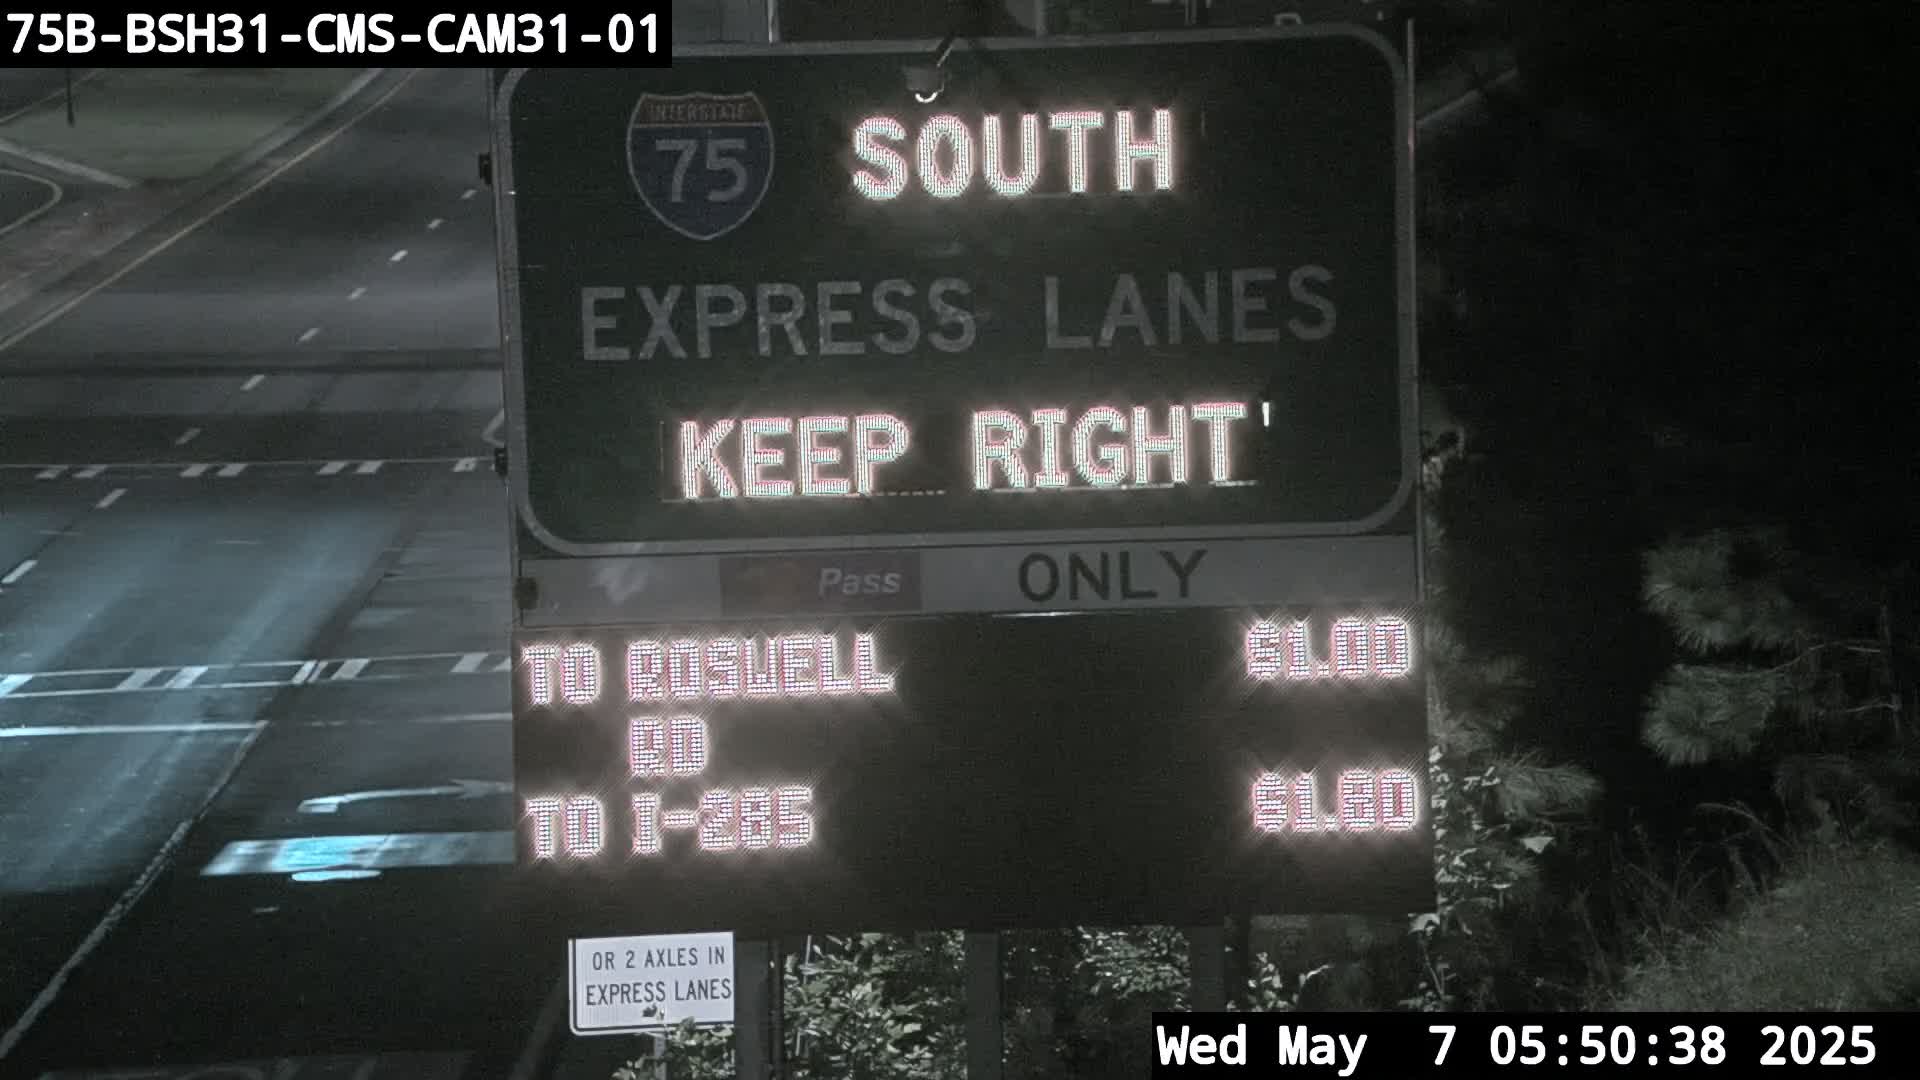 75B-BSH31-CMS-CAM31-01
INTERSTATE
75
SOUTH
EXPRESS LANES
KEEP RIGHT
Pass ONLY
TO ROSWELL $1.00
RD
TO I-285 $1.80
OR 2 AXLES IN
EXPRESS LANES
Wed May 7 05:50:38 2025